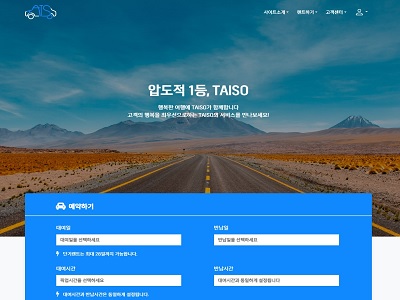 사이트소개
렌트하기
고객센터
압도적 1등, TAISO
행복한 여행에 TAISO가 함께합니다
고객의 행복을 최우선으로하는 TAISO의 서비스를 만나보세요!
예약하기
대여일
반납일
대여일을 선택하세요
반납일을 선택하세요
단기렌트는 최대 28일까지 가능합니다.
대여시간
반납시간
픽업시간을 선택하세요
대여시간과 동일하게 설정됩니다
대여시간과 반납시간은 동일하게 설정됩니다.